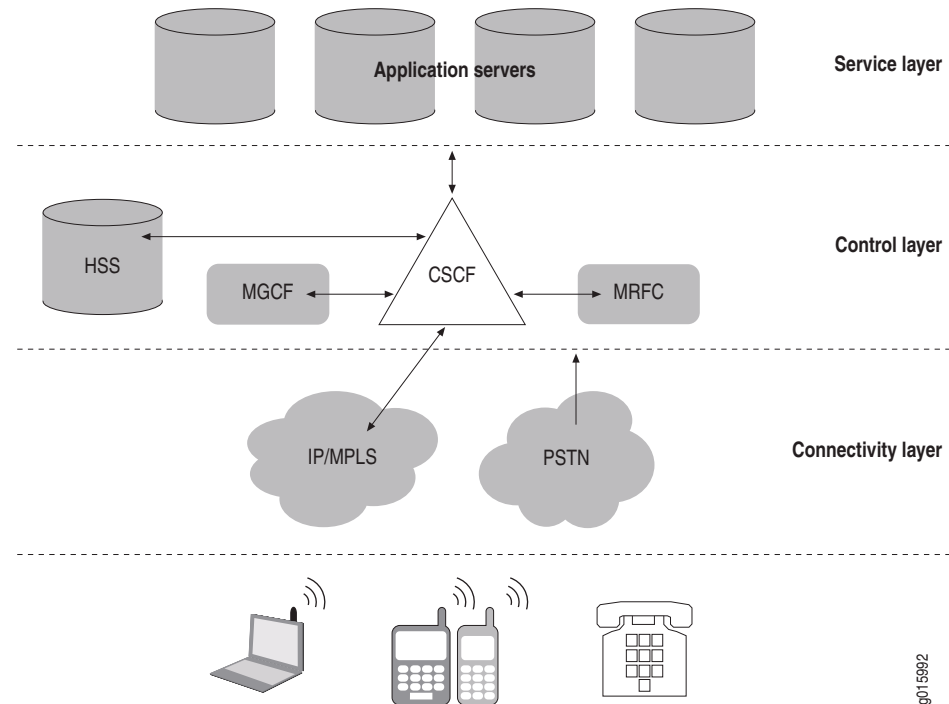 Application servers
Service layer
HSS
MGCF
CSCF
MRFC
Control layer
IP/MPLS
PSTN
Connectivity layer
g015992